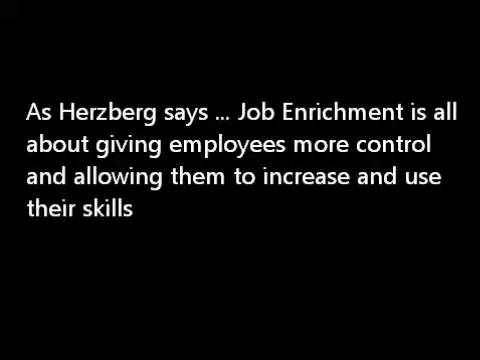 As Herzberg says ... Job Enrichment is all
about giving employees more control
and allowing them to increase and use
their skills